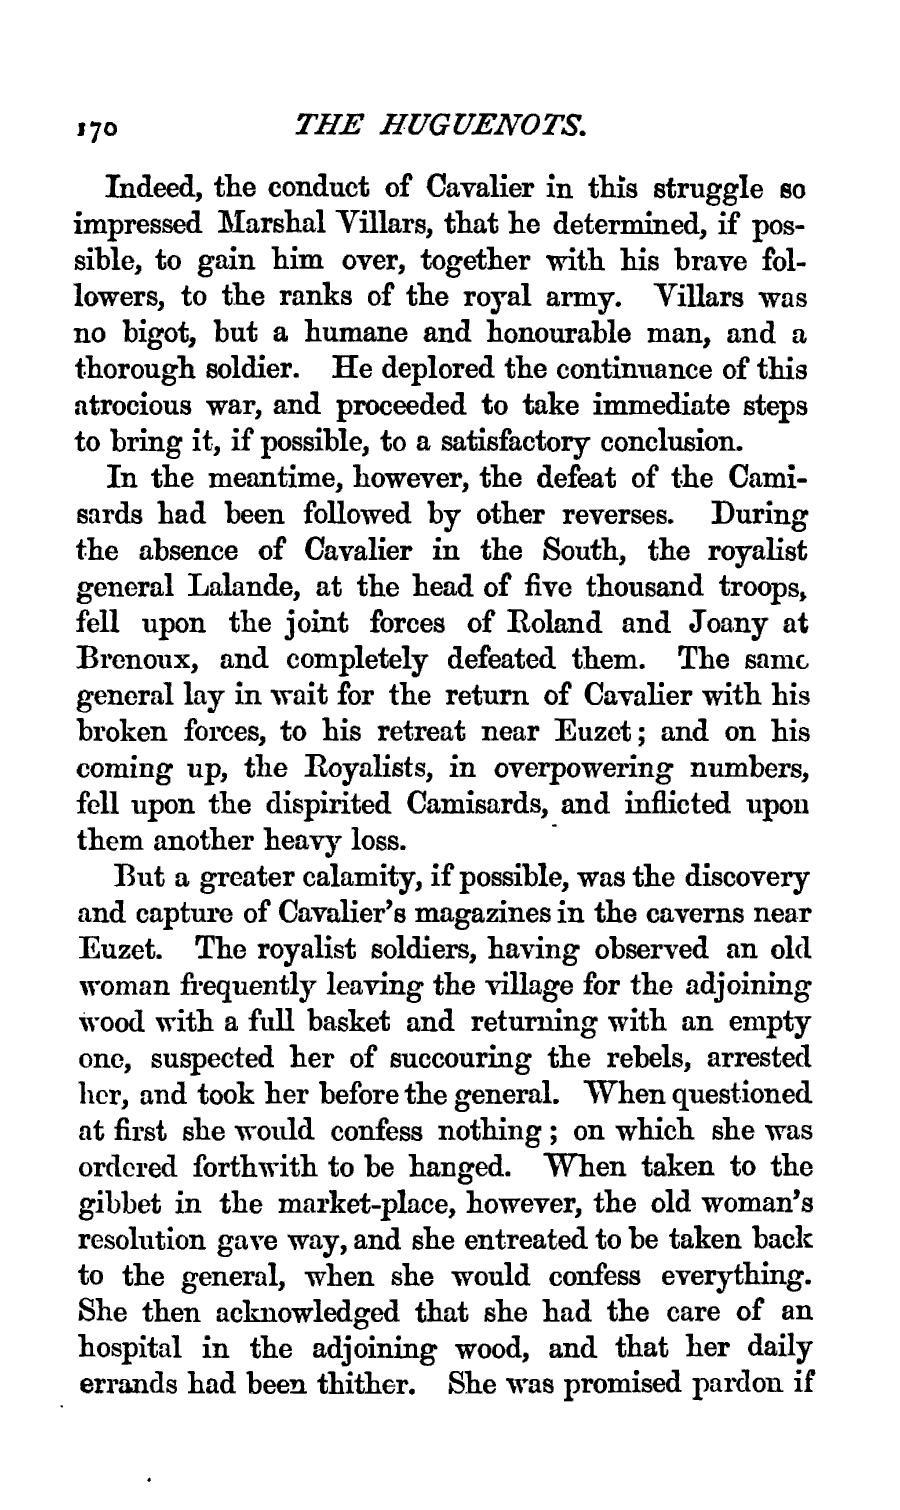 170 THE HUGUENOTS.
Indeed, the conduct of Cavalier in this struggle so
impressed Marshal Villars, that he determined, if pos-
sible, to gain him over, together with his brave fol-
lowers, to the ranks of the royal army. Villars was
no bigot, but a humane and honourable man, and a
thorough soldier. He deplored the continuance of this
atrocious war, and proceeded to take immediate steps
to bring it, if possible, to a satisfactory conclusion.
In the meantime, however, the defeat of the Cami-
sards had been followed by other reverses. During
the absence of Cavalier in the South, the royalist
general Lalande, at the head of five thousand troops,
fell upon the joint forces of Roland and Joany at
Brenoux, and completely defeated them. The same
general lay in wait for the return of Cavalier with his
broken forces, to his retreat near Euzet; and on his
coming up, the Royalists, in overpowering numbers,
fell upon the dispirited Camisards, and inflicted upon
them another heavy loss.
But a greater calamity, if possible, was the discovery
and capture of Cavalier's magazines in the caverns near
Euzet. The royalist soldiers, having observed an old
woman frequently leaving the village for the adjoining
wood with a full basket and returning with an empty
one, suspected her of succouring the rebels, arrested
her, and took her before the general. When questioned
at first she would confess nothing; on which she was
ordered forthwith to be hanged. When taken to the
gibbet in the market-place, however, the old woman's
resolution gave way, and she entreated to be taken back
to the general, when she would confess everything.
She then acknowledged that she had the care of an
hospital in the adjoining wood, and that her daily
errands had been thither. She was promised pardon if